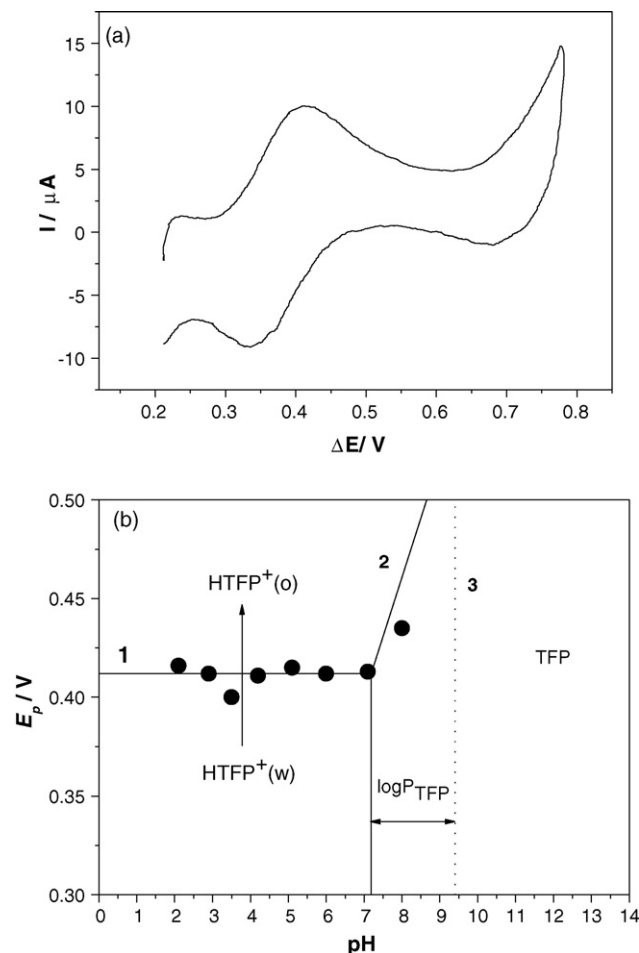 (a)
15
10
5
0
-5
-10
I / μA
0.2 0.3 0.4 0.5 0.6 0.7 0.8
ΔE/ V
(b)
0.50
0.45
0.40
0.35
0.30
E_p / V
2
3
HTFP⁺(o)
1
TFP
HTFP⁺(w)
logP_TFP
0 1 2 3 4 5 6 7 8 9 10 11 12 13 14
pH